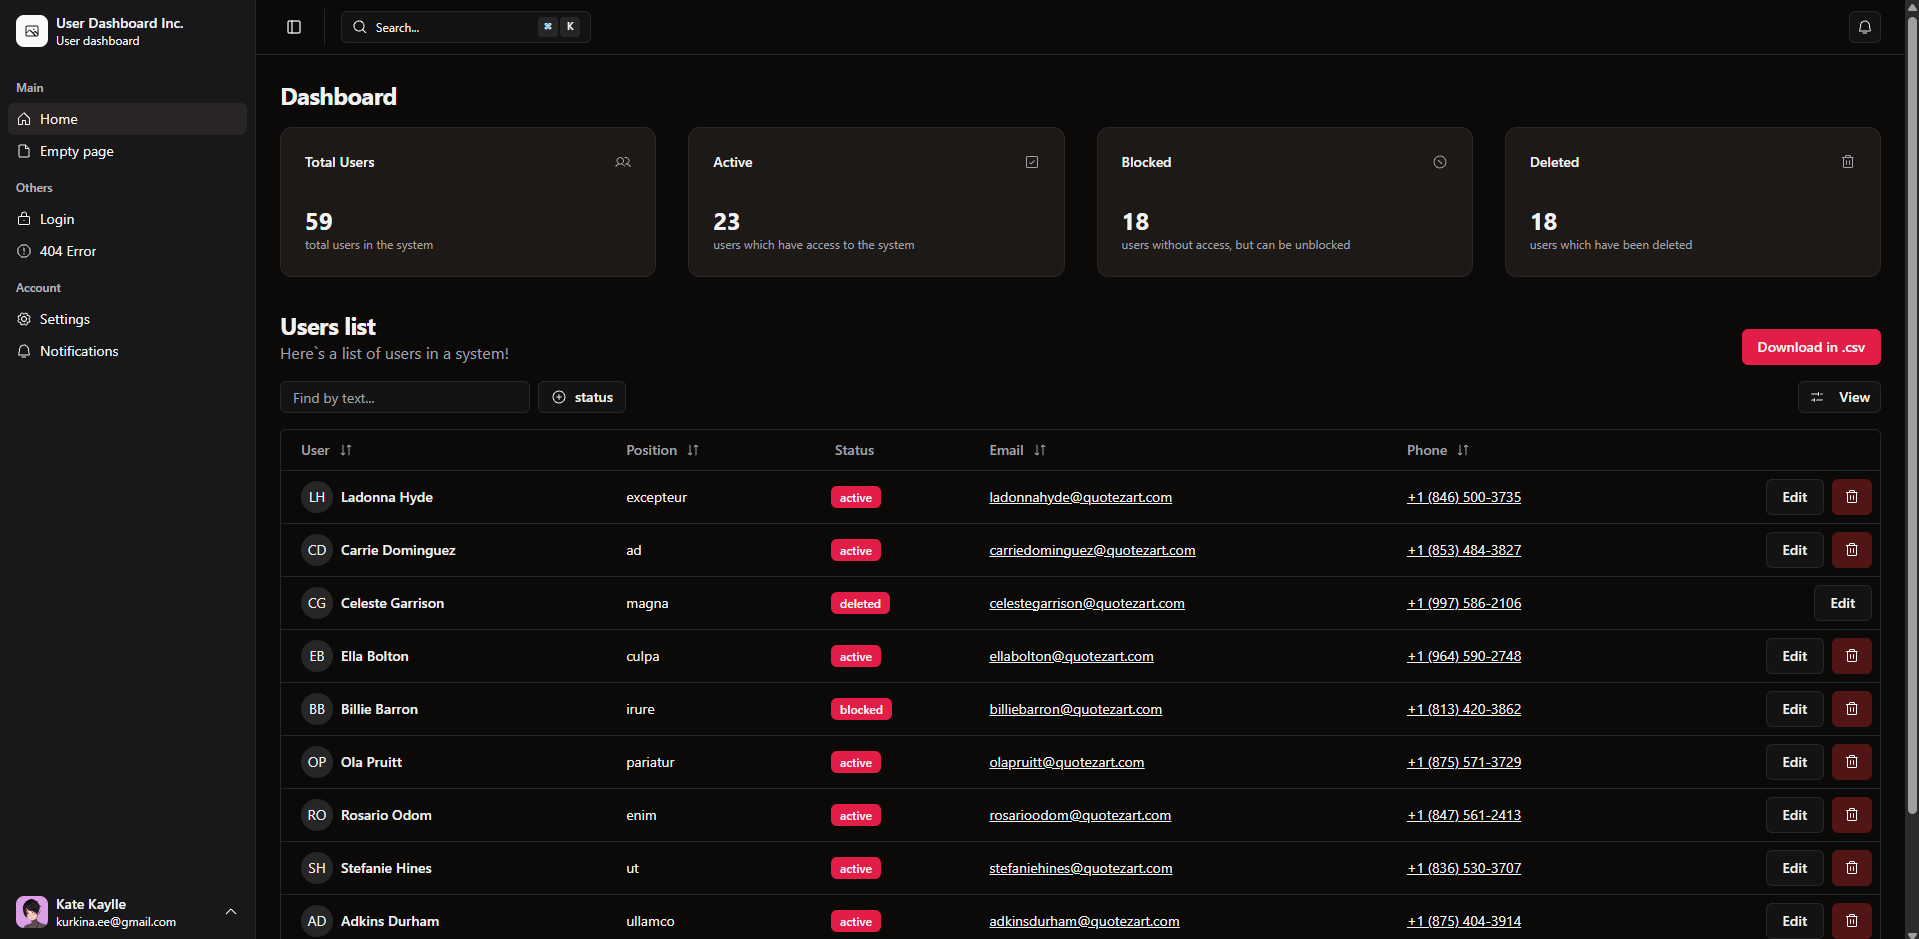 User Dashboard Inc.
User dashboard
Main
Home
Empty page
Others
Login
404 Error
Account
Settings
Notifications
Kate Kaylle
kurkina.ee@gmail.com
Search... ⌘ K
Dashboard
Total Users
59
total users in the system
Active
23
users which have access to the system
Blocked
18
users without access, but can be unblocked
Deleted
18
users which have been deleted
Users list
Here`s a list of users in a system!
Download in .csv
Find by text...
status
View
User Position Status Email Phone
LH Ladonna Hyde excepteur active ladonnahyde@quotezart.com +1 (846) 500-3735 Edit
CD Carrie Dominguez ad active carriedominguez@quotezart.com +1 (853) 484-3827 Edit
CG Celeste Garrison magna deleted celestegarrison@quotezart.com +1 (997) 586-2106 Edit
EB Ella Bolton culpa active ellabolton@quotezart.com +1 (964) 590-2748 Edit
BB Billie Barron irure blocked billiebarron@quotezart.com +1 (813) 420-3862 Edit
OP Ola Pruitt pariatur active olapruitt@quotezart.com +1 (875) 571-3729 Edit
RO Rosario Odom enim active rosarioodom@quotezart.com +1 (847) 561-2413 Edit
SH Stefanie Hines ut active stefaniehines@quotezart.com +1 (836) 530-3707 Edit
AD Adkins Durham ullamco active adkinsdurham@quotezart.com +1 (875) 404-3914 Edit